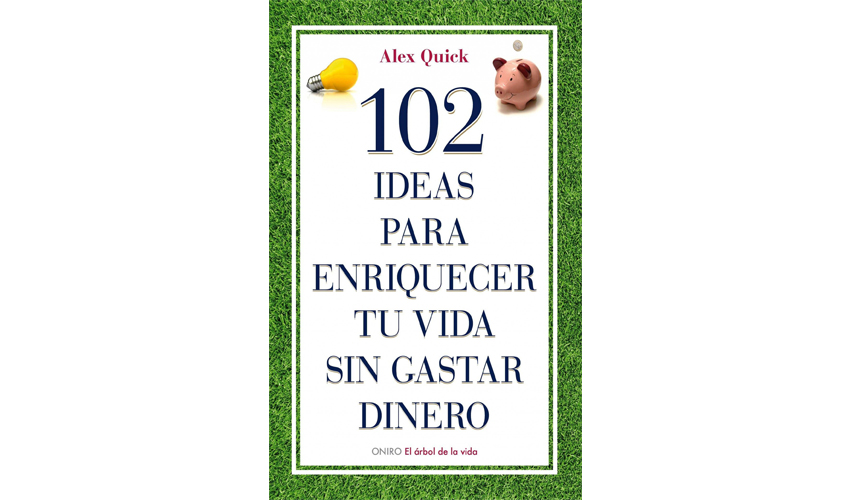 Alex Quick
102
IDEAS
PARA
ENRIQUECER
TU VIDA
SIN GASTAR
DINERO
ONIRO El árbol de la vida